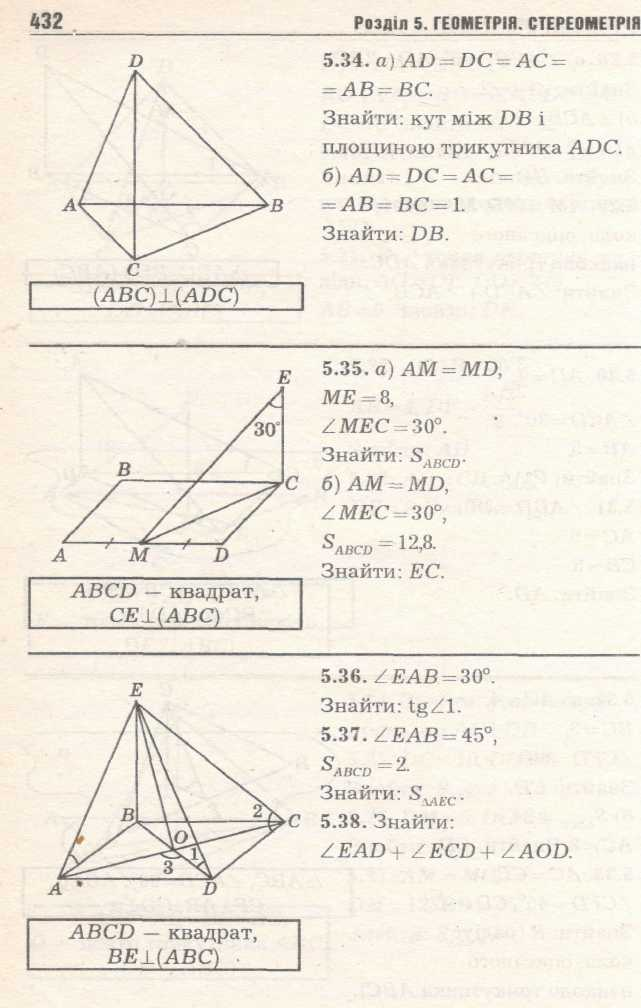 432
Розділ 5. ГЕОМЕТРІЯ. СТЕРЕОМЕТРІЯ
D
A
B
C
(ABC)⊥(ADC)
5.34. а) AD = DC = AC =
= AB = BC.
Знайти: кут між DB і
площиною трикутника ADC.
б) AD = DC = AC =
= AB = BC = 1.
Знайти: DB.
E
30°
B
C
A
M
D
ABCD — квадрат,
CE⊥(ABC)
5.35. а) AM = MD,
ME = 8,
∠MEC = 30°.
Знайти: S_ABCD.
б) AM = MD,
∠MEC = 30°,
S_ABCD = 12,8.
Знайти: EC.
E
B
2
C
O
1
3
A
D
ABCD — квадрат,
BE⊥(ABC)
5.36. ∠EAB = 30°.
Знайти: tg∠1.
5.37. ∠EAB = 45°,
S_ABCD = 2.
Знайти: S_ΔAEC.
5.38. Знайти:
∠EAD + ∠ECD + ∠AOD.